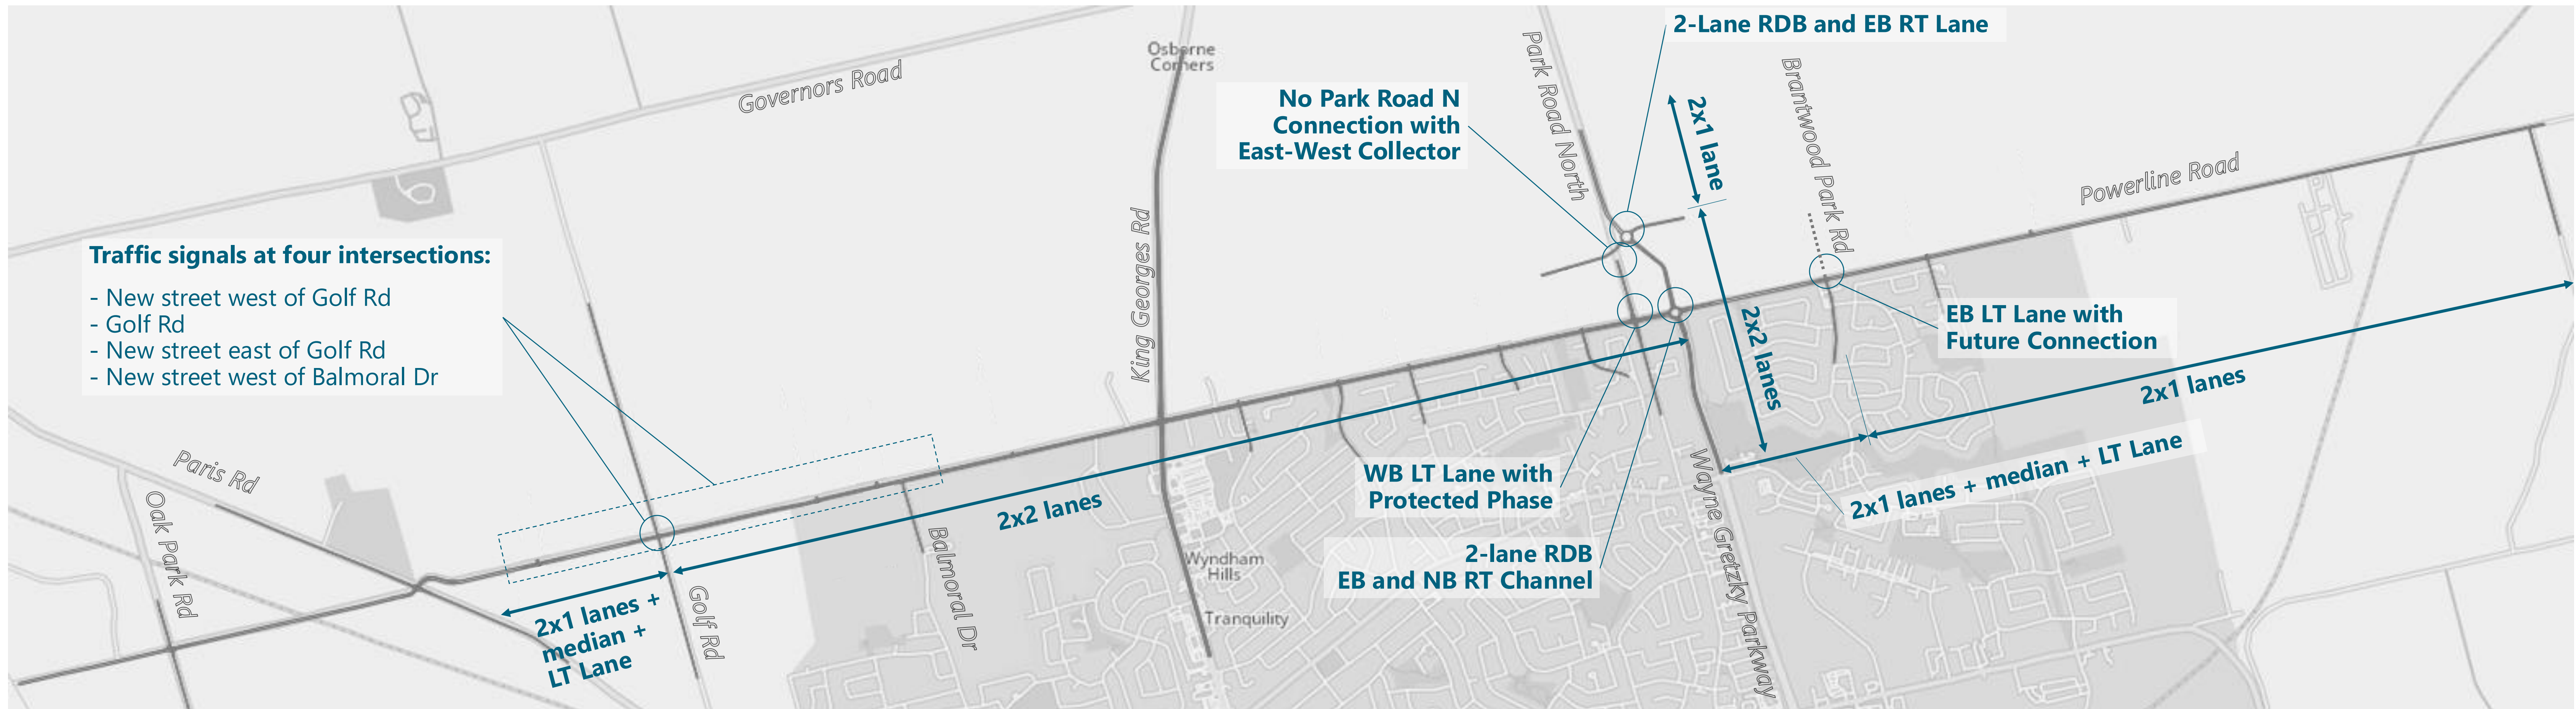 2-Lane RDB and EB RT Lane
Osborne
Corners
Park Road North
Brantwood Park Rd
Governors Road
No Park Road N
Connection with
East-West Collector
2x1 lane
Powerline Road
King Georges Rd
Traffic signals at four intersections:
- New street west of Golf Rd
- Golf Rd
- New street east of Golf Rd
- New street west of Balmoral Dr
2x2 lanes
EB LT Lane with
Future Connection
2x1 lanes
Paris Rd
Oak Park Rd
2x2 lanes
WB LT Lane with
Protected Phase
2x1 lanes + median + LT Lane
Wayne Gretzky Parkway
Balmoral Dr
Wyndham
Hills
2-lane RDB
EB and NB RT Channel
Golf Rd
2x1 lanes +
median +
LT Lane
Tranquility